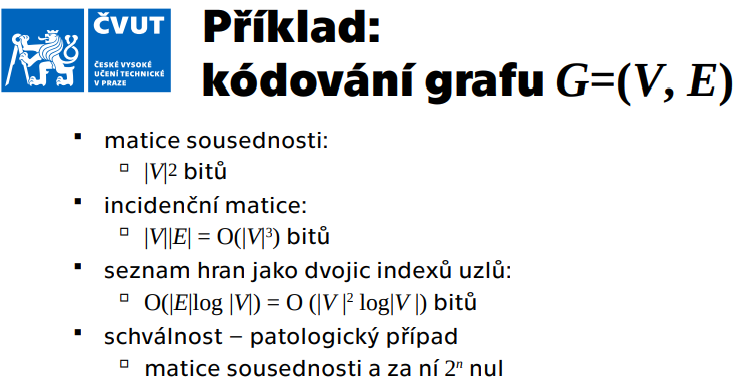 ČVUT
ČESKÉ VYSOKÉ
UČENÍ TECHNICKÉ
V PRAZE
Příklad:
kódování grafu G=(V, E)
▪ matice sousednosti:
▫ |V|2 bitů
▪ incidenční matice:
▫ |V||E| = O(|V|³) bitů
▪ seznam hran jako dvojic indexů uzlů:
▫ O(|E|log |V|) = O (|V |² log|V |) bitů
▪ schválnost – patologický případ
▫ matice sousednosti a za ní 2ⁿ nul